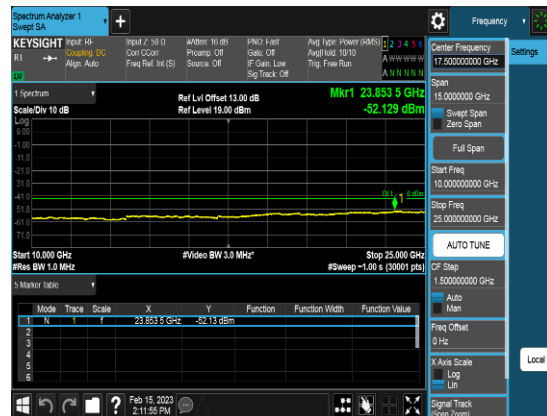 Spectrum Analyzer 1
Swept SA
+
Frequency
KEYSIGHT
R1
LXI
Input: RF
Coupling: DC
Align: Auto
Input Z: 50 Ω
Corr CCorr
Freq Ref: Int (S)
#Atten: 16 dB
Preamp: Off
Source: Off
PNO: Fast
Gate: Off
IF Gain: Low
Sig Track: Off
Avg Type: Power (RMS)
Avg|Hold: 10/10
Trig: Free Run
1 2 3 4 5 6
A W W W W W
A N N N N N
Center Frequency
17.500000000 GHz
Settings
Span
15.0000000 GHz
Swept Span
Zero Span
Full Span
Start Freq
10.000000000 GHz
Stop Freq
25.000000000 GHz
AUTO TUNE
CF Step
1.500000000 GHz
Auto
Man
Freq Offset
0 Hz
X Axis Scale
Log
Lin
Signal Track
(Span Zoom)
Local
1 Spectrum
Scale/Div 10 dB
Log
Ref Lvl Offset 13.00 dB
Ref Level 19.00 dBm
Mkr1 23.853 5 GHz
-52.129 dBm
9.00
-1.00
-11.0
-21.0
-31.0
-41.0
-51.0
-61.0
-71.0
1
Start 10.000 GHz
#Res BW 1.0 MHz
#Video BW 3.0 MHz*
Stop 25.000 GHz
#Sweep ~1.00 s (30001 pts)
5 Marker Table
Mode Trace Scale X Y Function Function Width Function Value
1 N 1 f 23.853 5 GHz -52.13 dBm
2
3
4
5
6
?
Feb 15, 2023
2:11:55 PM